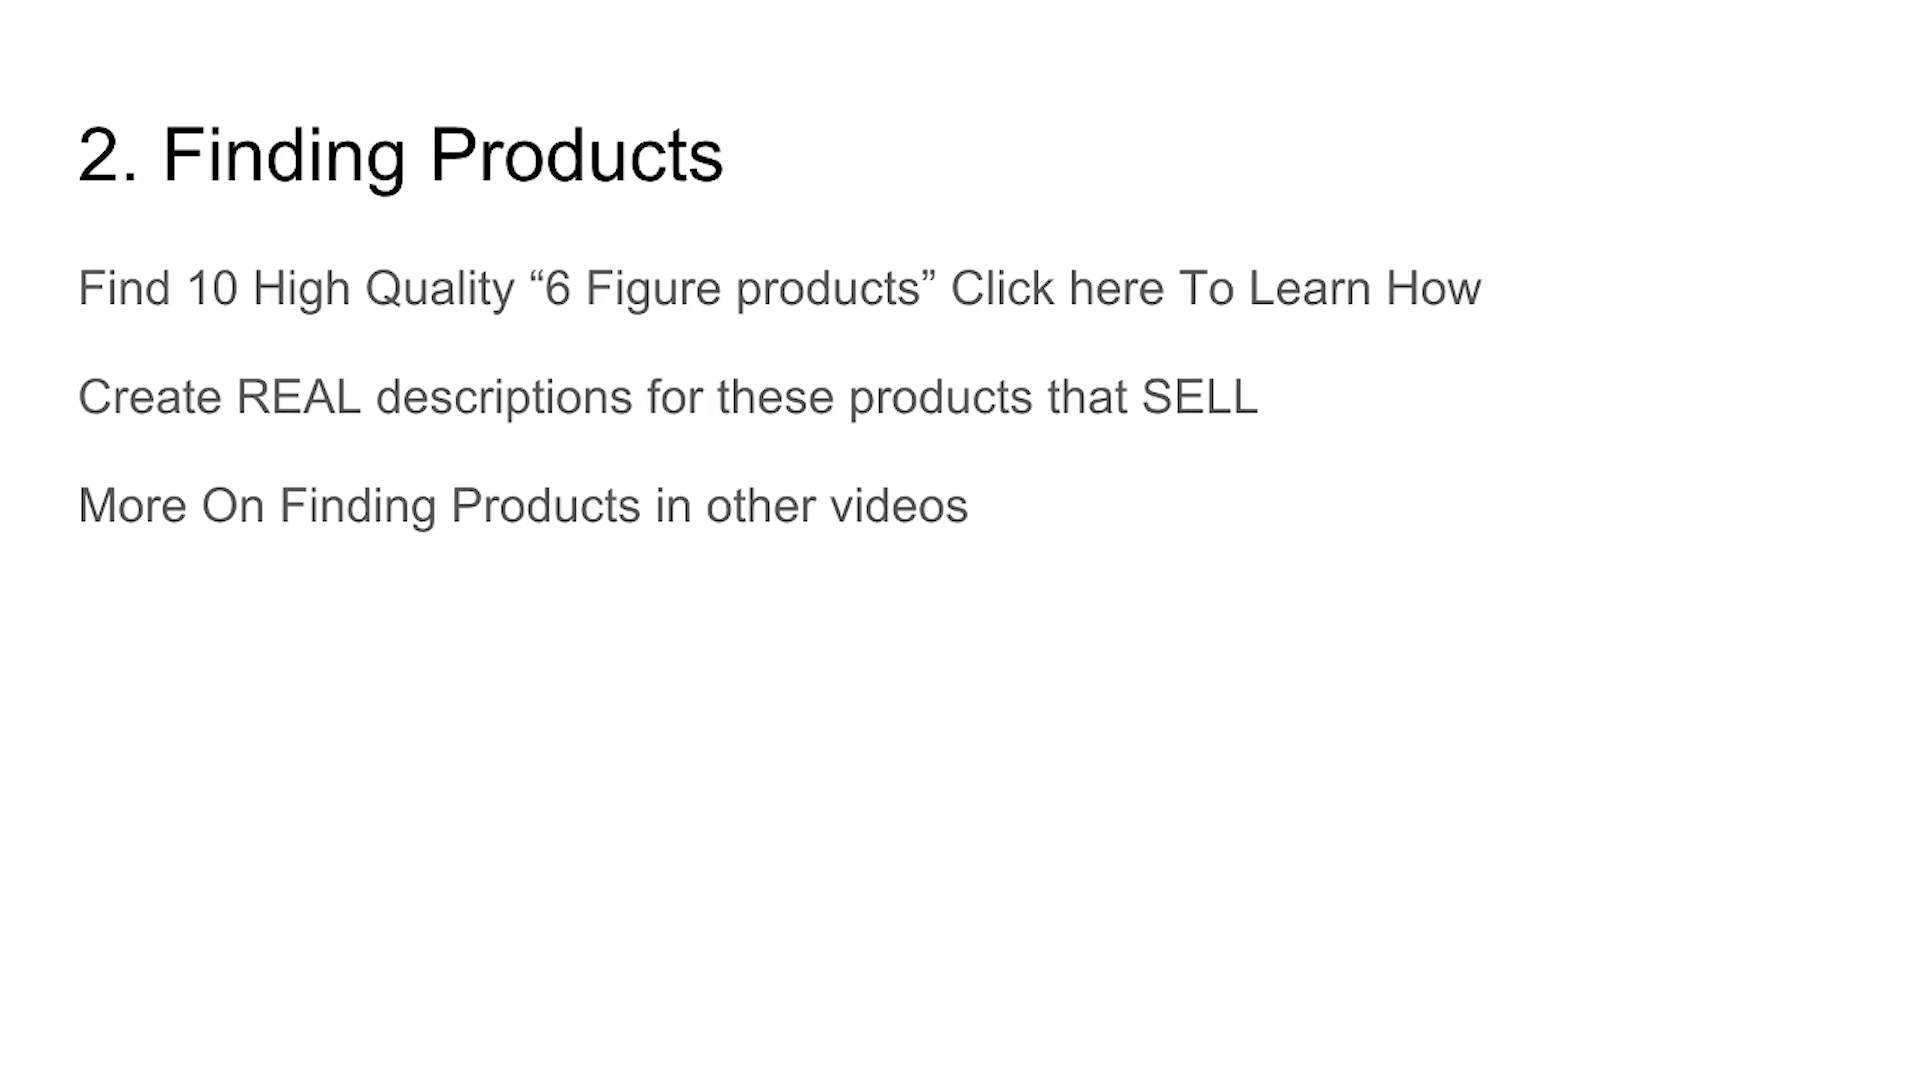 2. Finding Products
Find 10 High Quality “6 Figure products” Click here To Learn How
Create REAL descriptions for these products that SELL
More On Finding Products in other videos